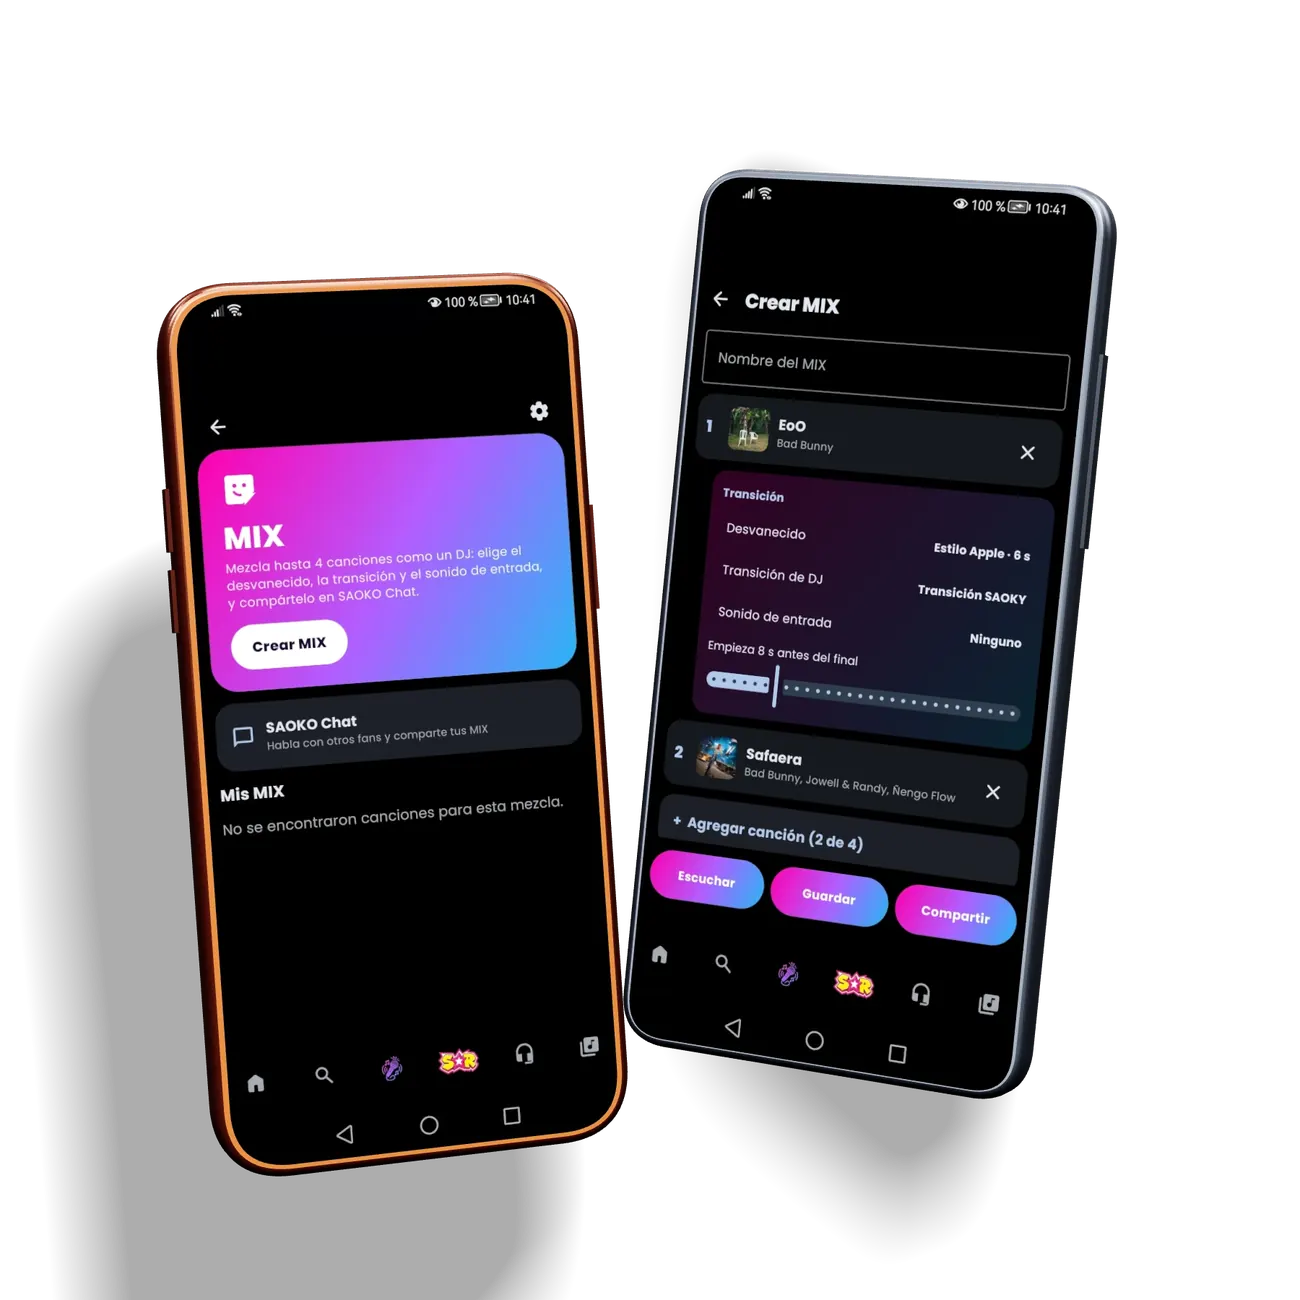 100 % 10:41
MIX
Mezcla hasta 4 canciones como un DJ: elige el
desvanecido, la transición y el sonido de entrada,
y compártelo en SAOKO Chat.
Crear MIX
SAOKO Chat
Habla con otros fans y comparte tus MIX
Mis MIX
No se encontraron canciones para esta mezcla.
S R
100 % 10:41
Crear MIX
Nombre del MIX
1
EoO
Bad Bunny
Transición
Desvanecido
Estilo Apple · 6 s
Transición de DJ
Transición SAOKY
Sonido de entrada
Ninguno
Empieza 8 s antes del final
2
Safaera
Bad Bunny, Jowell & Randy, Ñengo Flow
+ Agregar canción (2 de 4)
Escuchar
Guardar
Compartir
S R